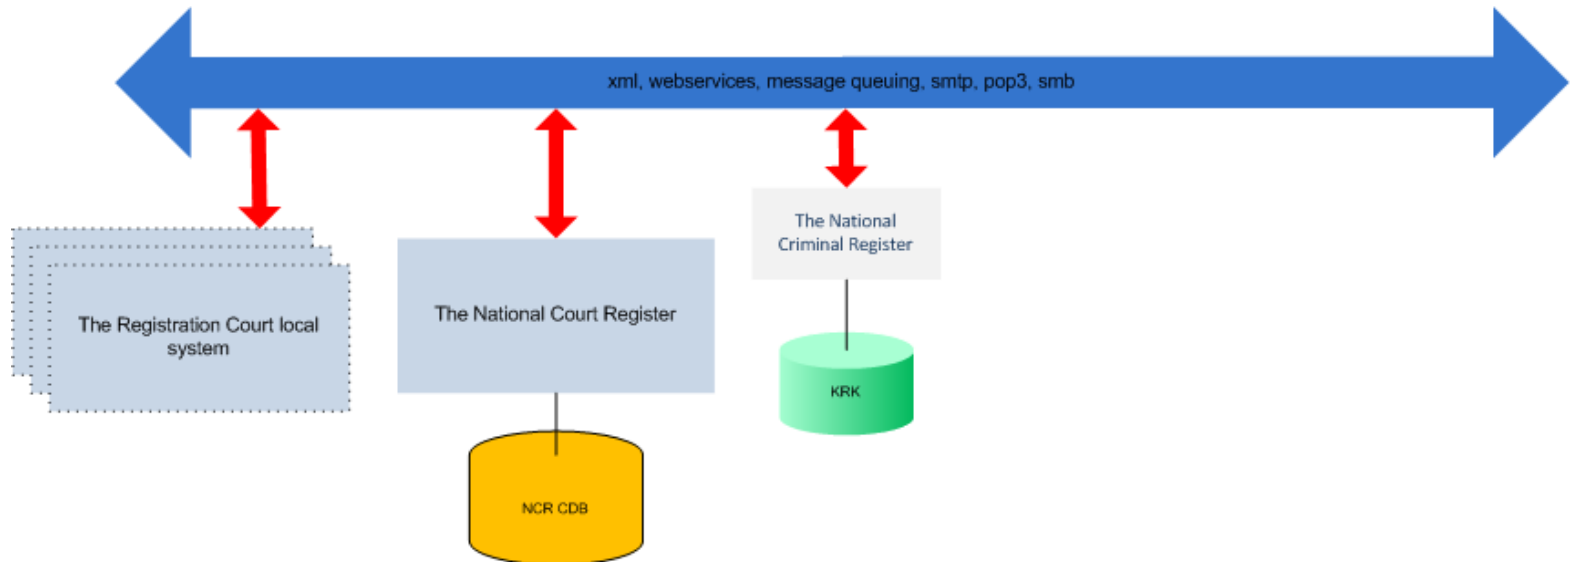 xml, webservices, message queuing, smtp, pop3, smb
The National
Criminal Register
The Registration Court local
system
The National Court Register
KRK
NCR CDB